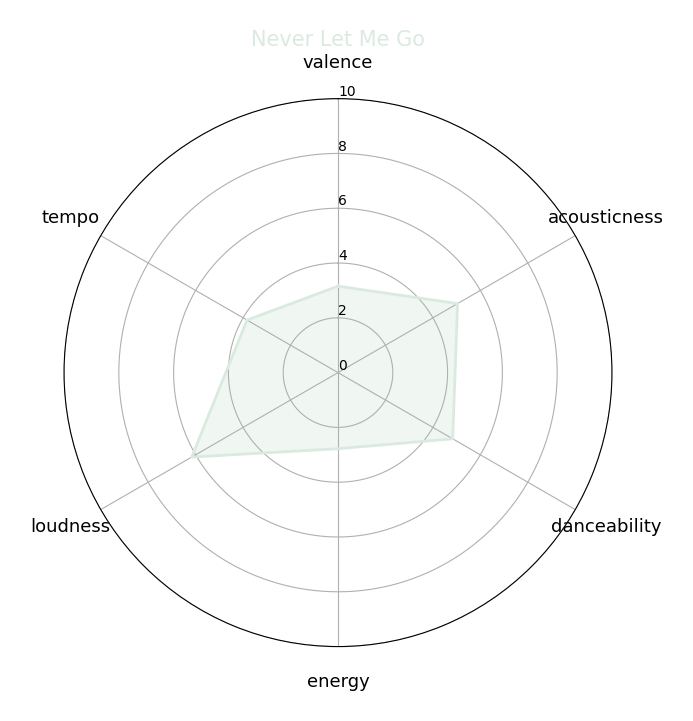 Never Let Me Go
valence
10
8
tempo
acousticness
6
4
2
0
loudness
danceability
energy